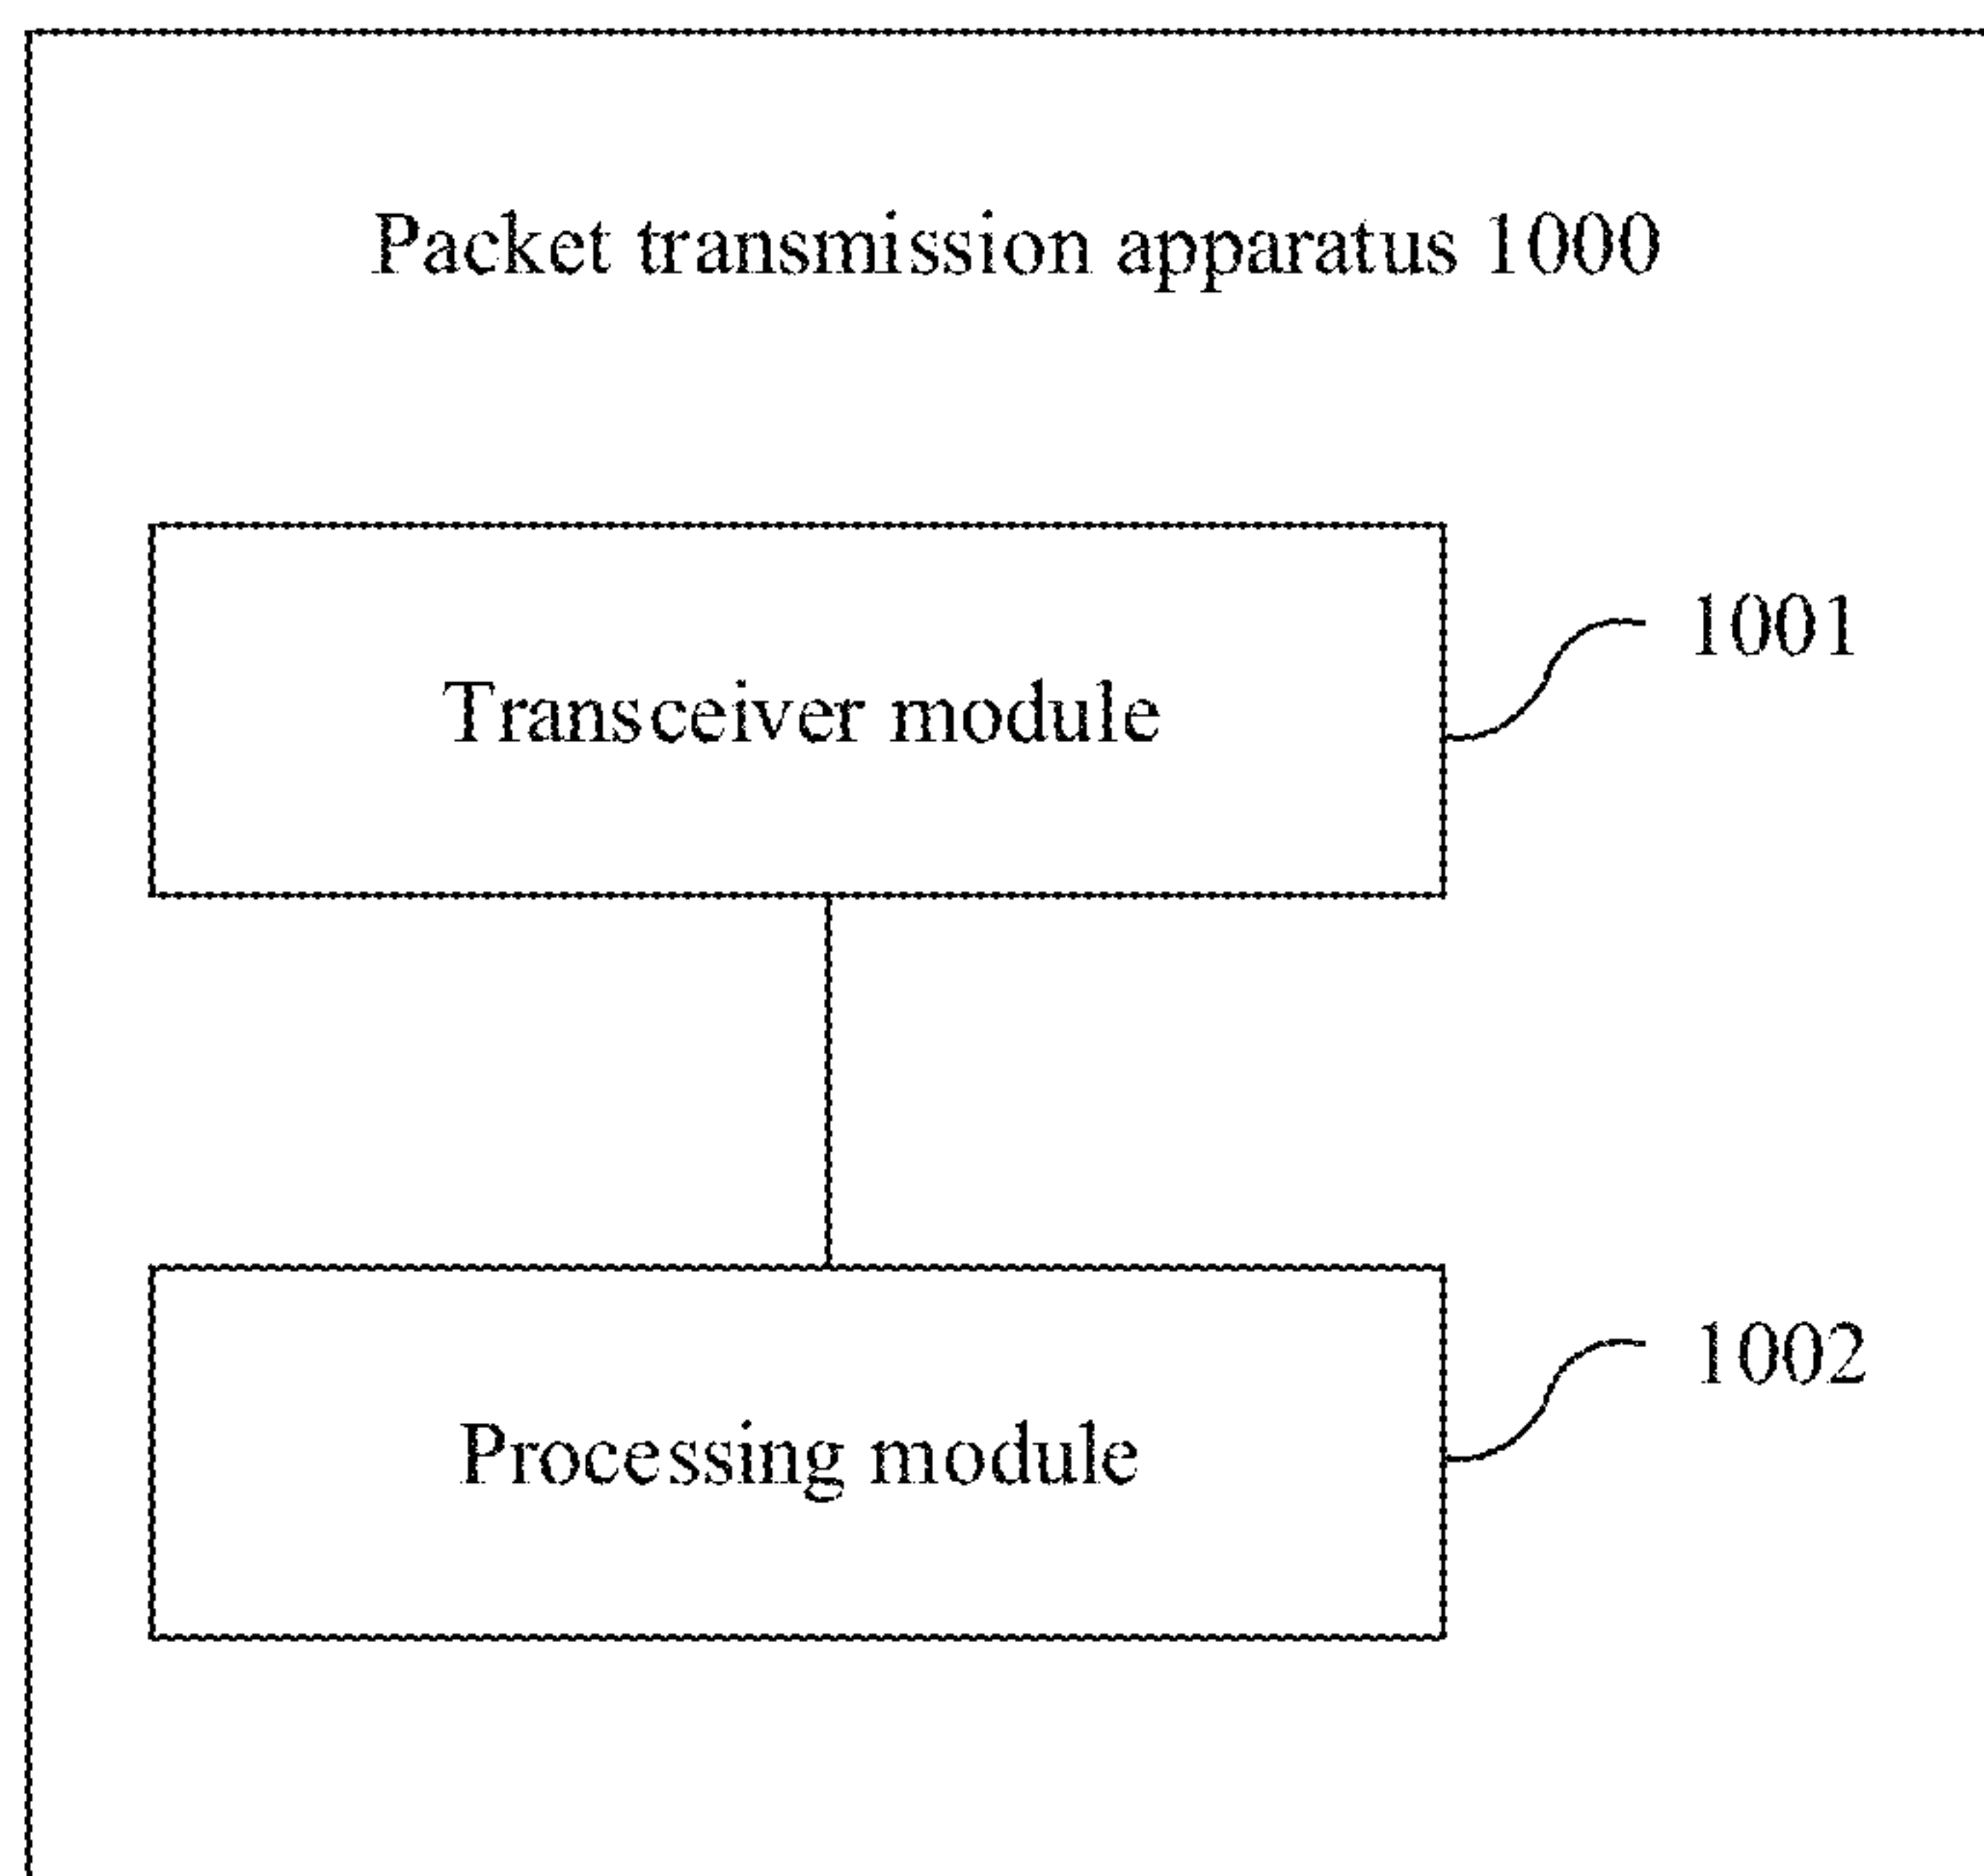 Packet transmission apparatus 1000
1001
Transceiver module
1002
Processing module